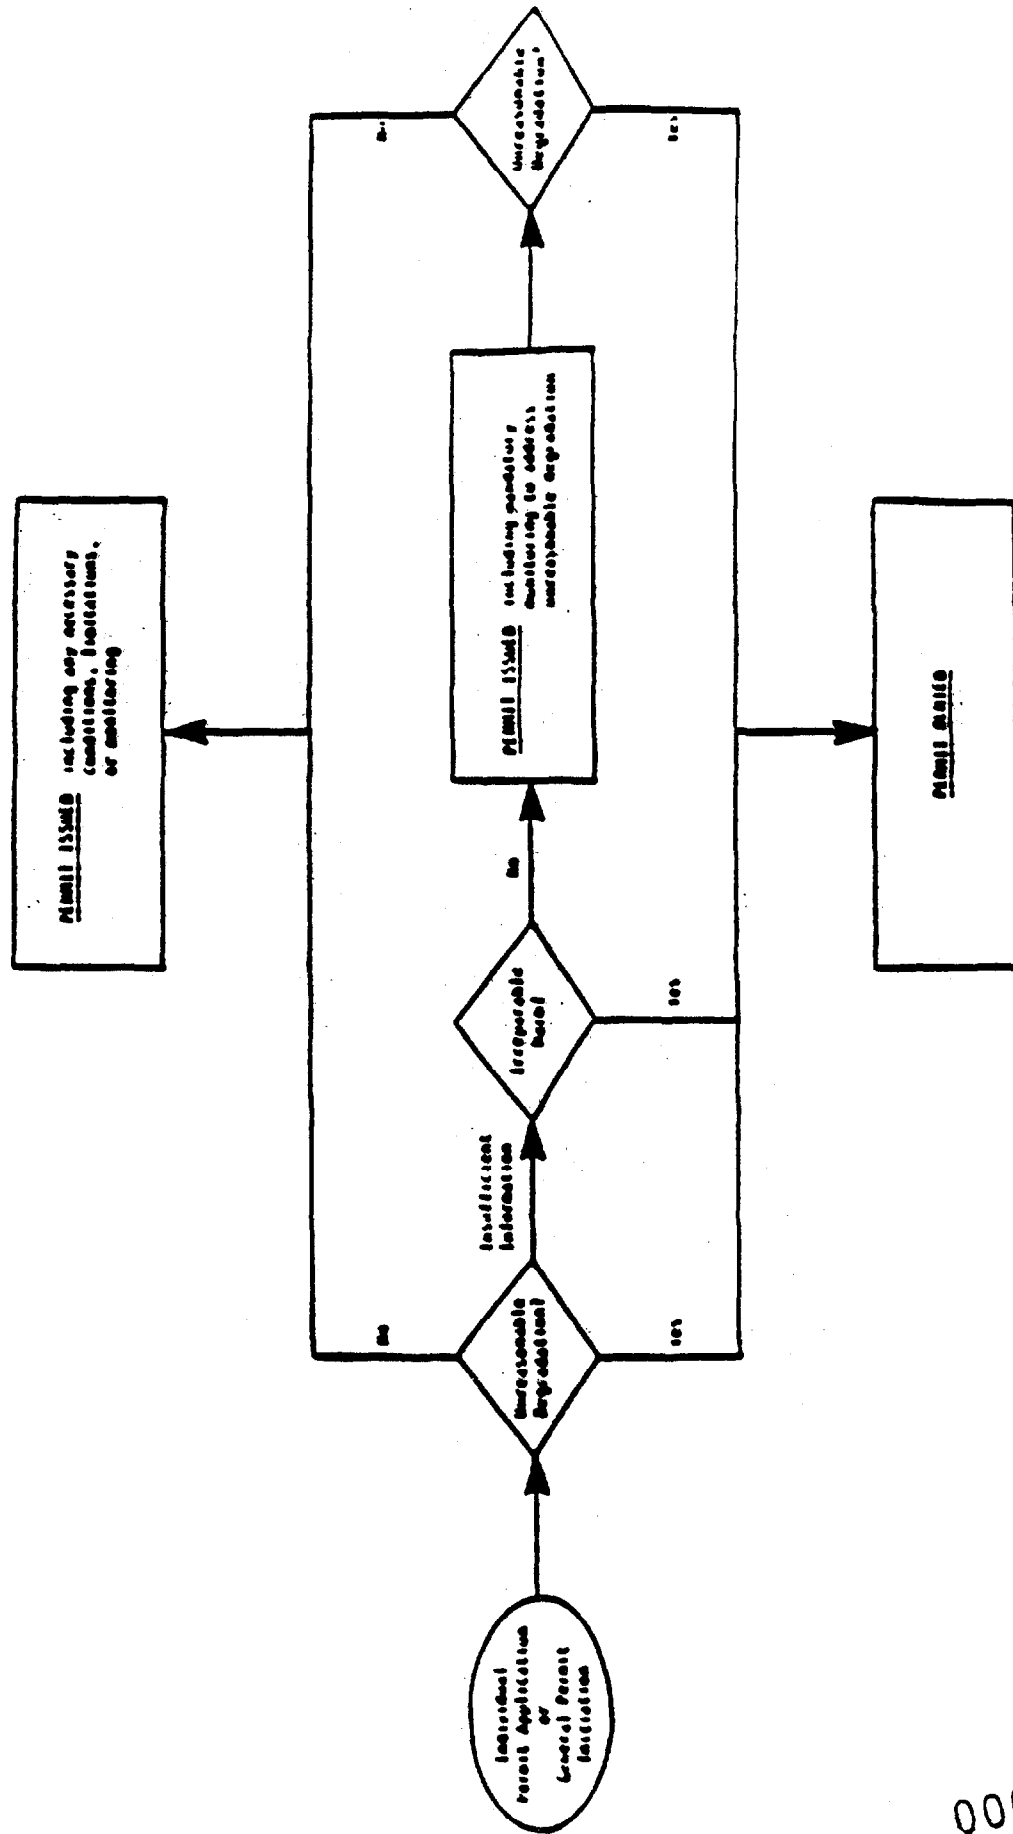 Individual
Permit Application
or
General Permit
Initiation
Unreasonable
Degradation?
No
Yes
Insufficient
Information
Irreparable
Harm?
No
Yes
PERMIT ISSUED including mandatory
monitoring to address
unreasonable degradation
Unreasonable
Degradation?
No
Yes
PERMIT ISSUED including any necessary
conditions, limitations,
or monitoring
PERMIT DENIED